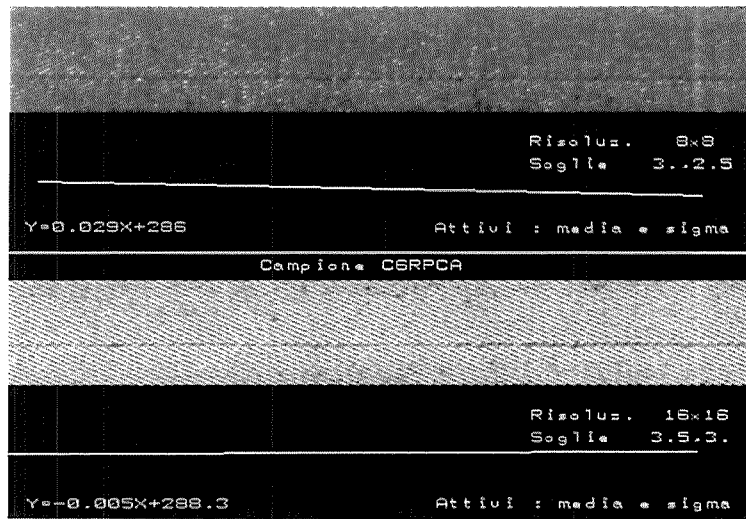 Risoluz. 8x8
Soglie 3.,2.5
Y=0.029X+286 Attivi : media e sigma
Campione C6RPCA
Risoluz. 16x16
Soglie 3.5,3.
Y=-0.005X+288.3 Attivi : media e sigma